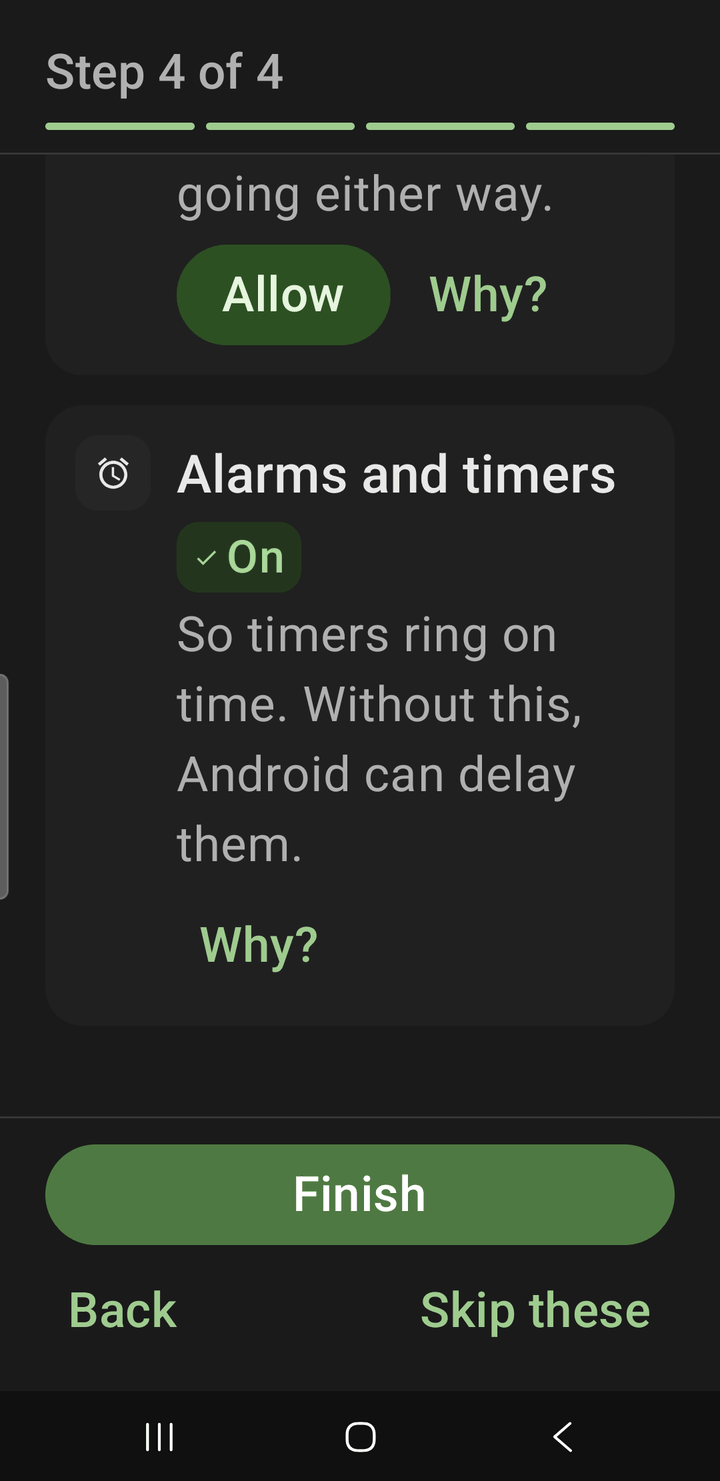 Step 4 of 4
going either way.
Allow
Why?
Alarms and timers
On
So timers ring on
time. Without this,
Android can delay
them.
Why?
Finish
Back
Skip these